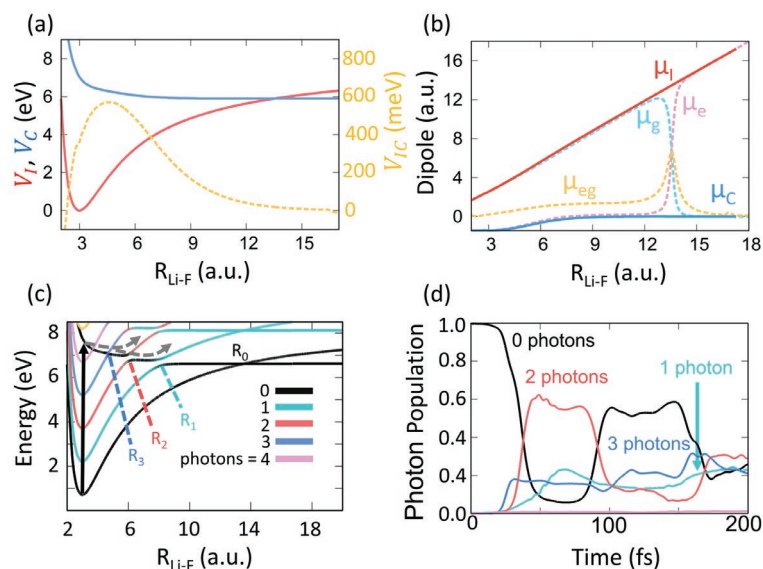 (a)
8
6
4
2
0
V_I, V_C (eV)
800
600
400
200
0
V_IC (meV)
3 6 9 12 15
R_Li-F (a.u.)
(b)
16
12
8
4
0
Dipole (a.u.)
μ_I
μ_e
μ_g
μ_eg
μ_C
3 6 9 12 15 18
R_Li-F (a.u.)
(c)
8
6
4
2
0
Energy (eV)
R_0
R_1
R_2
R_3
0
1
2
3
photons = 4
2 6 10 14 18
R_Li-F (a.u.)
(d)
1.0
0.8
0.6
0.4
0.2
0.0
Photon Population
0 photons
1 photon
2 photons
3 photons
0 50 100 150 200
Time (fs)